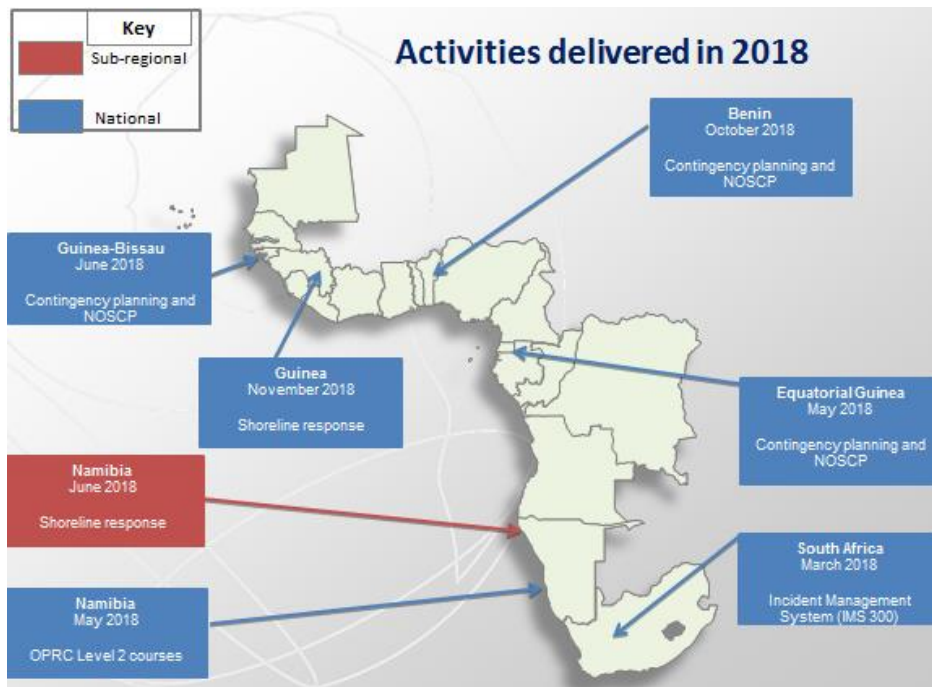 Key
Sub-regional
National
Activities delivered in 2018
Benin
October 2018
Contingency planning and
NOSCP
Guinea-Bissau
June 2018
Contingency planning and
NOSCP
Guinea
November 2018
Shoreline response
Equatorial Guinea
May 2018
Contingency planning and
NOSCP
Namibia
June 2018
Shoreline response
South Africa
March 2018
Incident Management
System (IMS 300)
Namibia
May 2018
OPRC Level 2 courses